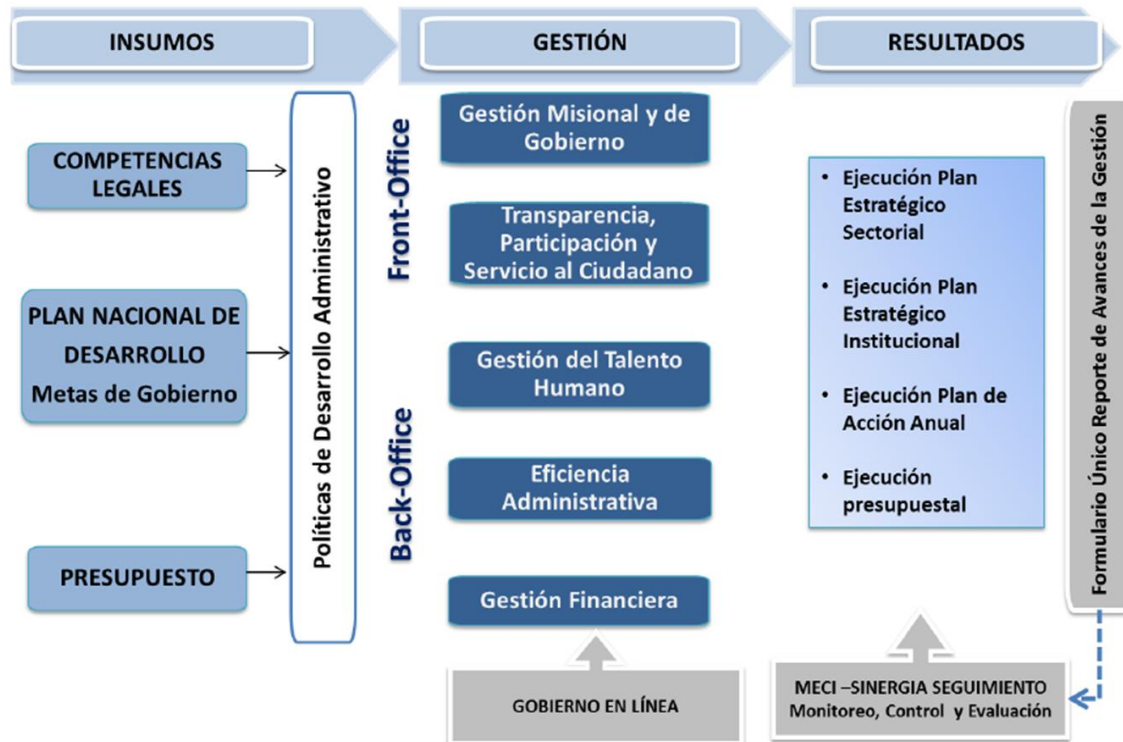 INSUMOS
GESTIÓN
RESULTADOS
COMPETENCIAS
LEGALES
PLAN NACIONAL DE
DESARROLLO
Metas de Gobierno
PRESUPUESTO
Políticas de Desarrollo Administrativo
Front-Office
Back-Office
Gestión Misional y de
Gobierno
Transparencia,
Participación y
Servicio al Ciudadano
Gestión del Talento
Humano
Eficiencia
Administrativa
Gestión Financiera
GOBIERNO EN LÍNEA
• Ejecución Plan
Estratégico
Sectorial
• Ejecución Plan
Estratégico
Institucional
• Ejecución Plan de
Acción Anual
• Ejecución
presupuestal
MECI –SINERGIA SEGUIMIENTO
Monitoreo, Control y Evaluación
Formulario Único Reporte de Avances de la Gestión